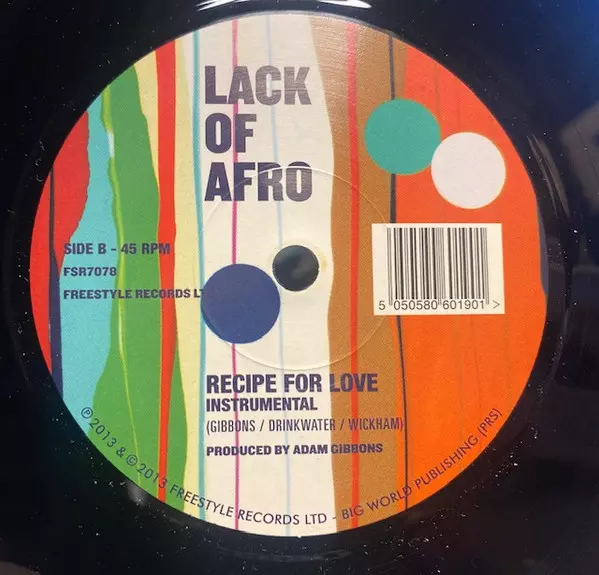 LACK
OF
AFRO
SIDE B - 45 RPM
FSR7078
FREESTYLE RECORDS
5 050580 601901 >
RECIPE FOR LOVE
INSTRUMENTAL
(GIBBONS / DRINKWATER / WICKHAM)
PRODUCED BY ADAM GIBBONS
℗ 2013 & © 2013 FREESTYLE RECORDS LTD - BIG WORLD PUBLISHING (PRS)